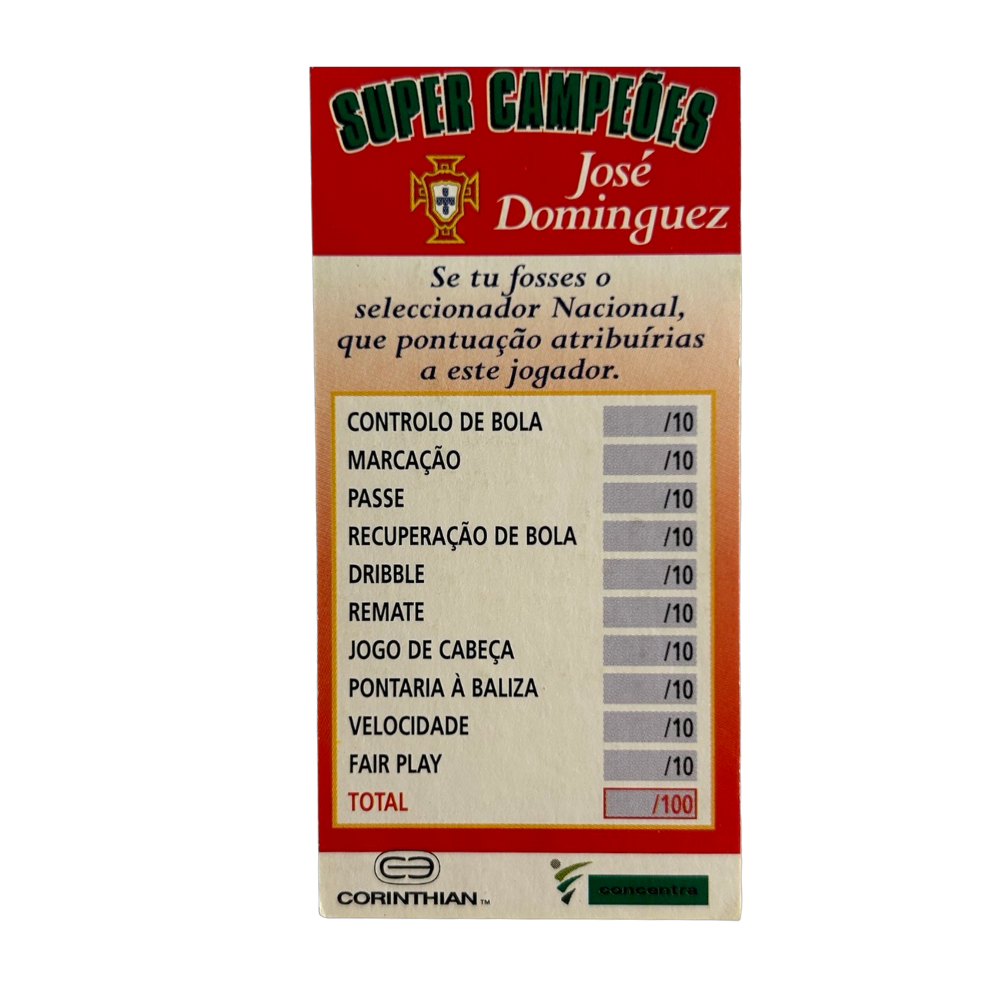 SUPER CAMPEÕES
José
Dominguez
Se tu fosses o
seleccionador Nacional,
que pontuação atribuírias
a este jogador.
CONTROLO DE BOLA /10
MARCAÇÃO /10
PASSE /10
RECUPERAÇÃO DE BOLA /10
DRIBBLE /10
REMATE /10
JOGO DE CABEÇA /10
PONTARIA À BALIZA /10
VELOCIDADE /10
FAIR PLAY /10
TOTAL /100
CORINTHIAN™
concentra